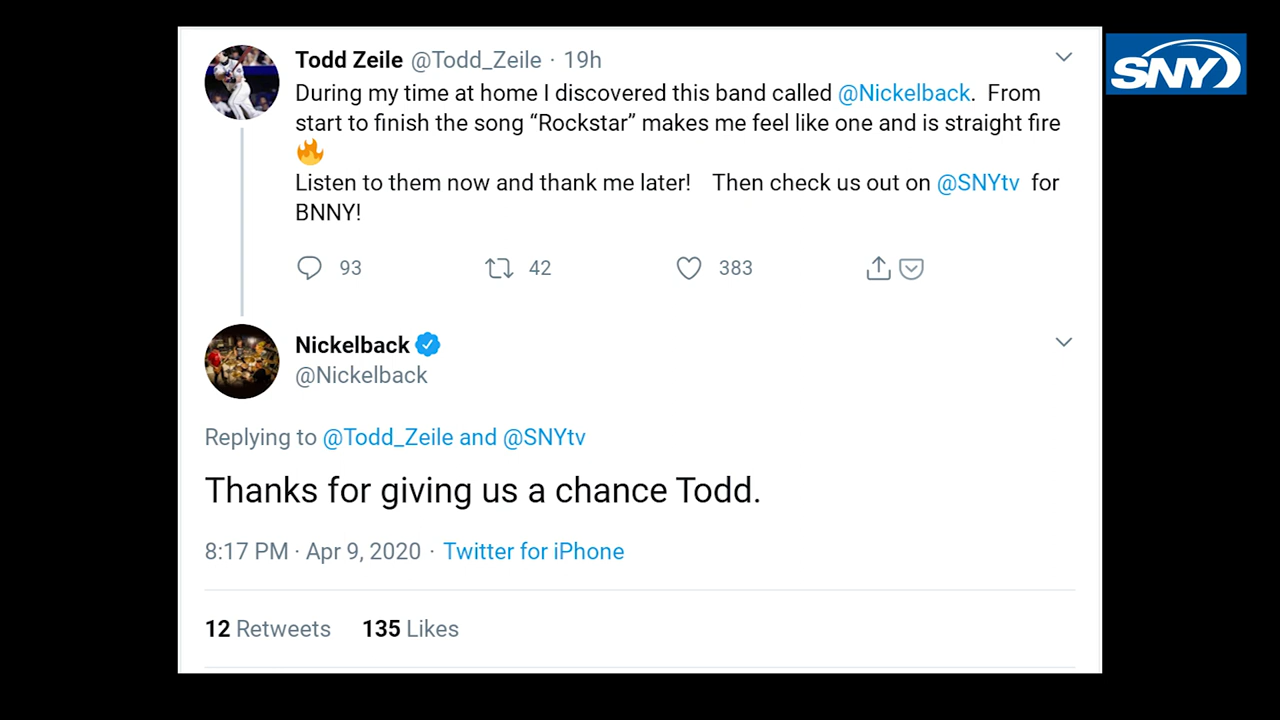 Todd Zeile @Todd_Zeile · 19h
SNY
During my time at home I discovered this band called @Nickelback. From
start to finish the song “Rockstar” makes me feel like one and is straight fire
🔥
Listen to them now and thank me later! Then check us out on @SNYtv for
BNNY!
93 42 383
Nickelback
@Nickelback
Replying to @Todd_Zeile and @SNYtv
Thanks for giving us a chance Todd.
8:17 PM · Apr 9, 2020 · Twitter for iPhone
12 Retweets 135 Likes